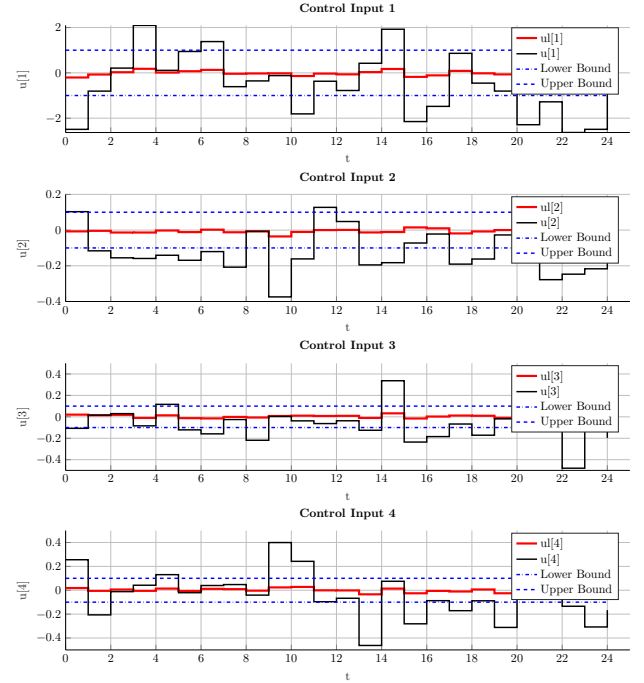 Control Input 1
2
0
−2
u[1]
ul[1]
u[1]
Lower Bound
Upper Bound
0 2 4 6 8 10 12 14 16 18 20 22 24
t
Control Input 2
0.2
0
−0.2
−0.4
u[2]
ul[2]
u[2]
Lower Bound
Upper Bound
0 2 4 6 8 10 12 14 16 18 20 22 24
t
Control Input 3
0.4
0.2
0
−0.2
−0.4
u[3]
ul[3]
u[3]
Lower Bound
Upper Bound
0 2 4 6 8 10 12 14 16 18 20 22 24
t
Control Input 4
0.4
0.2
0
−0.2
−0.4
u[4]
ul[4]
u[4]
Lower Bound
Upper Bound
0 2 4 6 8 10 12 14 16 18 20 22 24
t